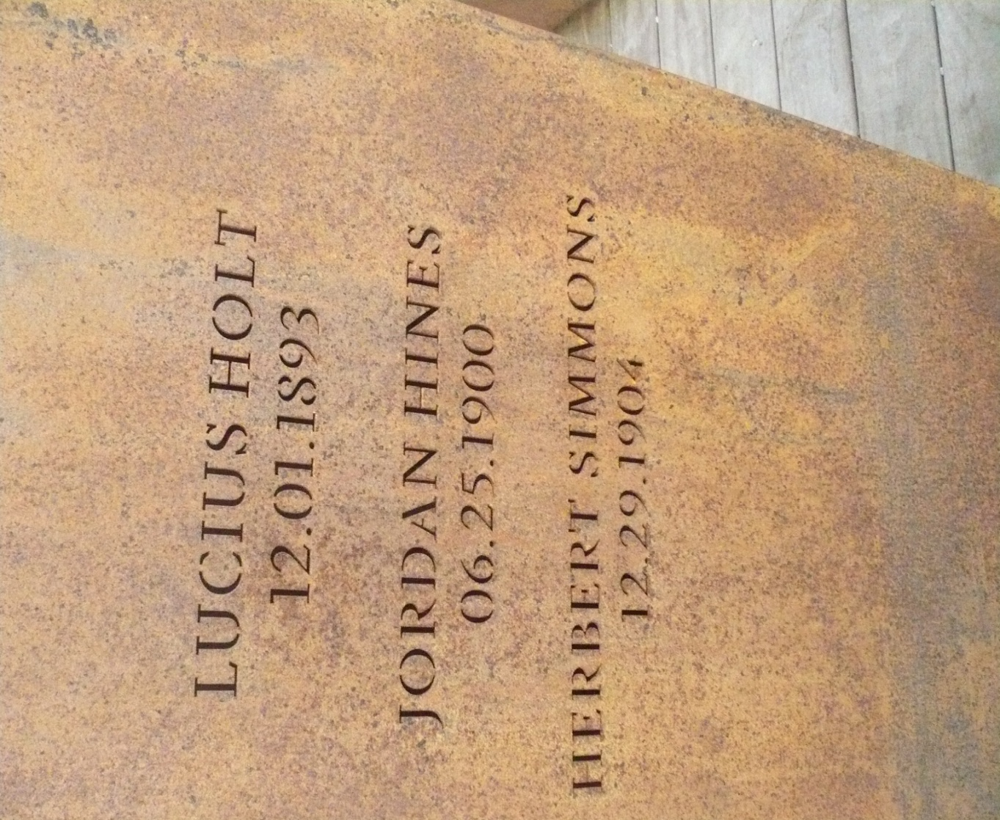 LUCIUS HOLT
12.01.1893
JORDAN HINES
06.25.1900
HERBERT SIMMONS
12.29.1904